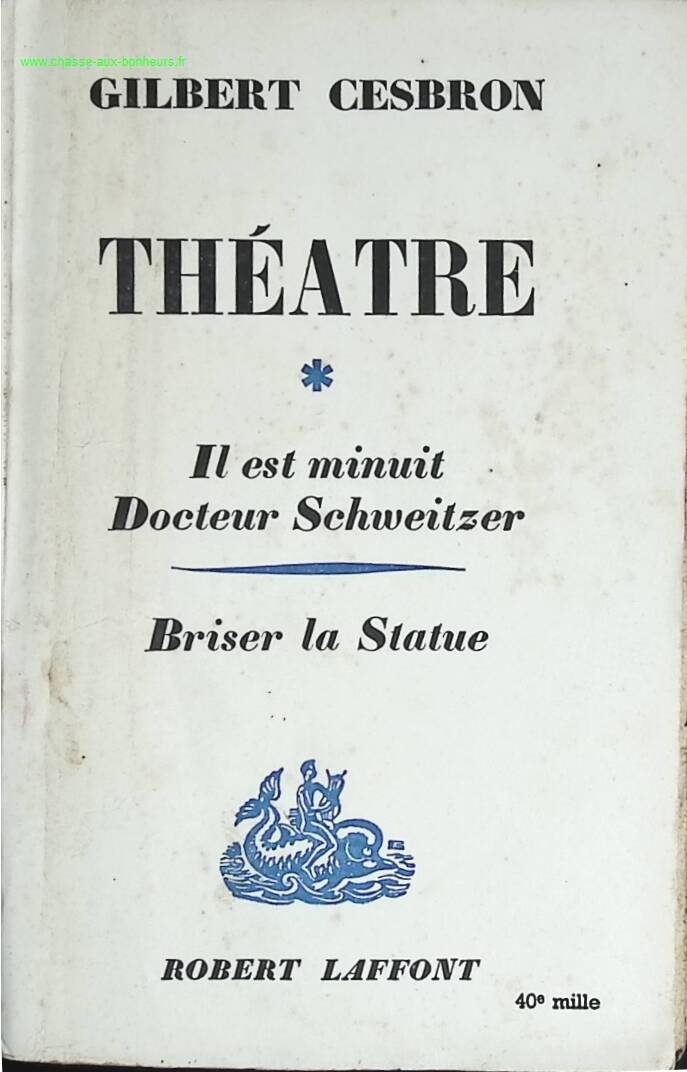 www.chasse-aux-bonheurs.fr
GILBERT CESBRON
THÉATRE
*
Il est minuit
Docteur Schweitzer
Briser la Statue
ROBERT LAFFONT
40e mille